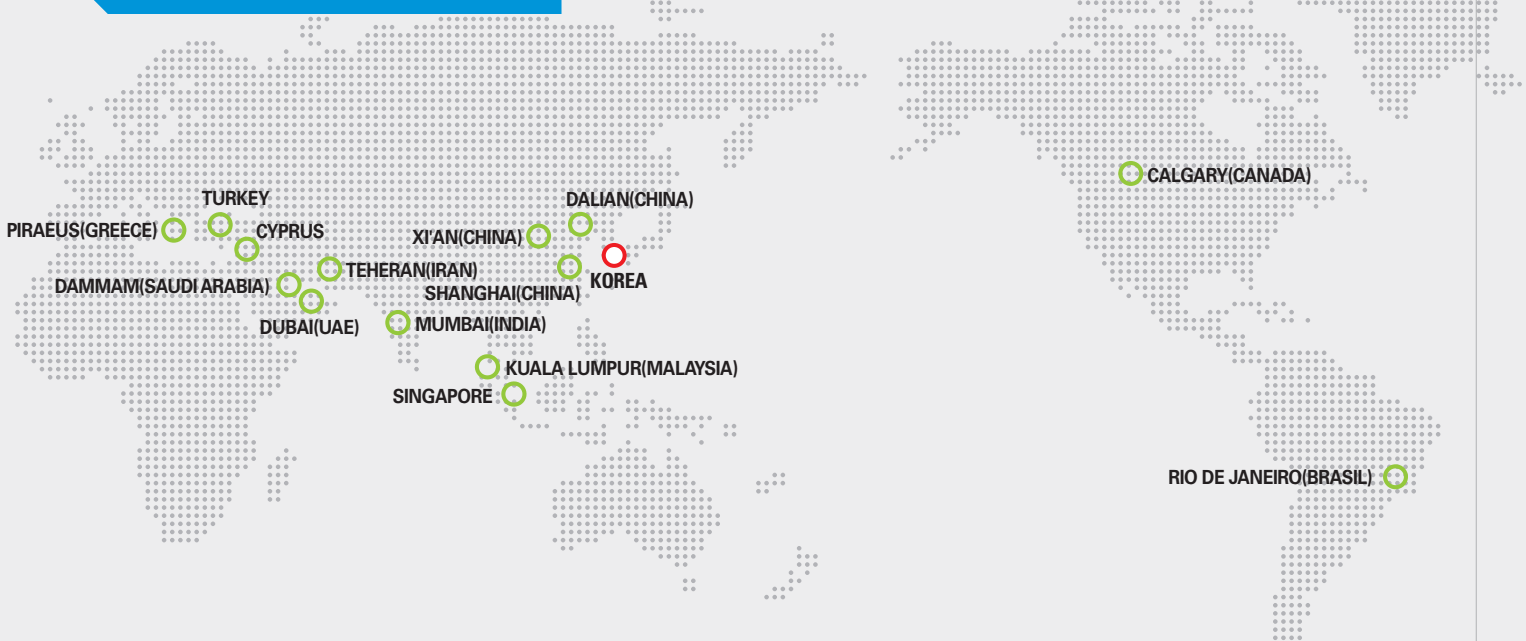 CALGARY(CANADA)
TURKEY
DALIAN(CHINA)
PIRAEUS(GREECE)
CYPRUS
XI'AN(CHINA)
TEHERAN(IRAN)
KOREA
DAMMAM(SAUDI ARABIA)
SHANGHAI(CHINA)
DUBAI(UAE)
MUMBAI(INDIA)
KUALA LUMPUR(MALAYSIA)
SINGAPORE
RIO DE JANEIRO(BRASIL)